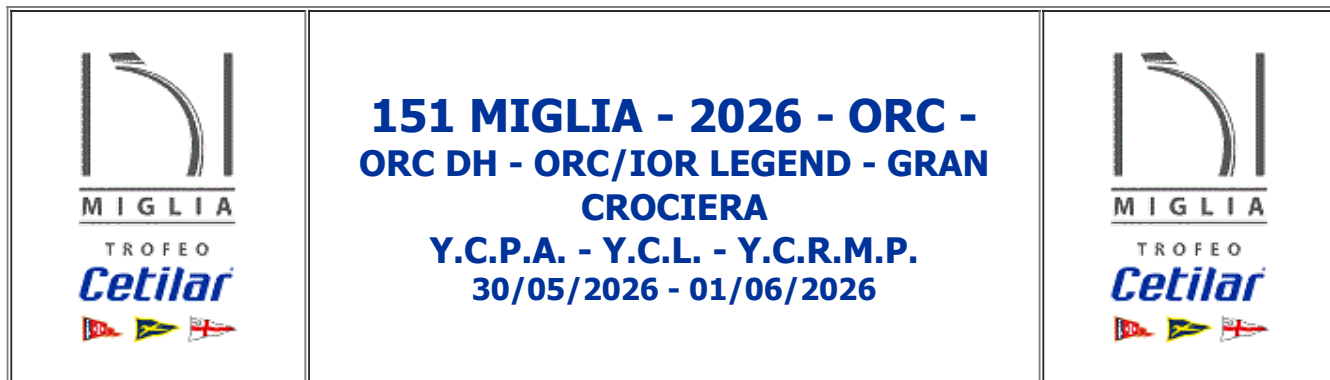 MIGLIA
TROFEO
Cetilar
151 MIGLIA - 2026 - ORC -
ORC DH - ORC/IOR LEGEND - GRAN
CROCIERA
Y.C.P.A. - Y.C.L. - Y.C.R.M.P.
30/05/2026 - 01/06/2026
MIGLIA
TROFEO
Cetilar